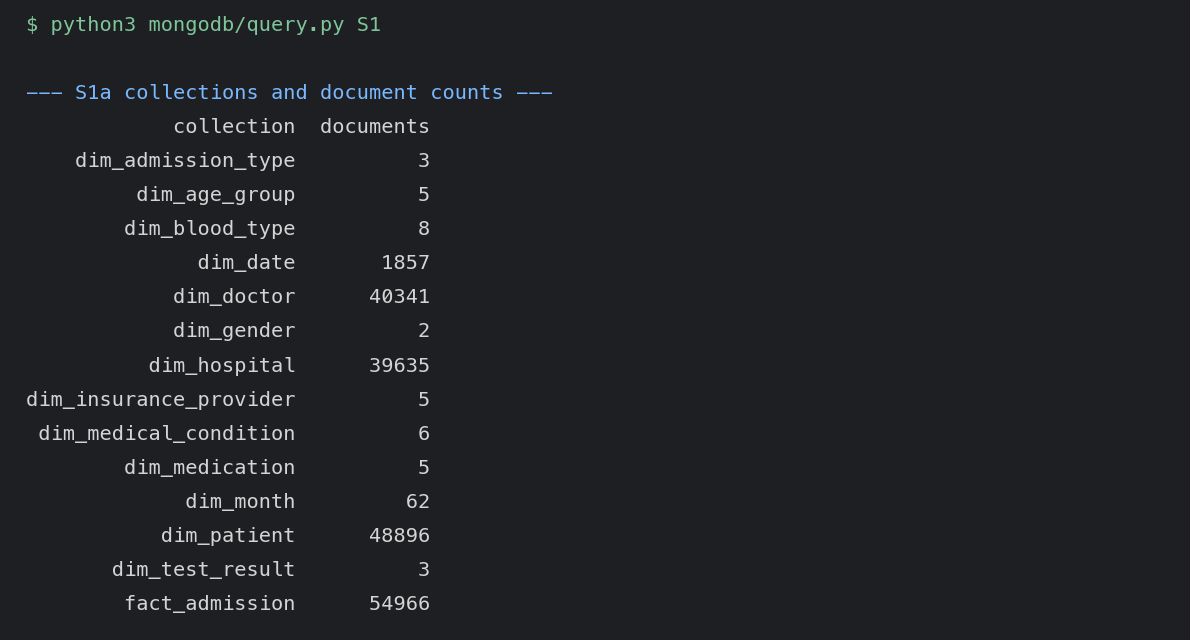 $ python3 mongodb/query.py S1
--- S1a collections and document counts ---
collection  documents
dim_admission_type  3
dim_age_group  5
dim_blood_type  8
dim_date  1857
dim_doctor  40341
dim_gender  2
dim_hospital  39635
dim_insurance_provider  5
dim_medical_condition  6
dim_medication  5
dim_month  62
dim_patient  48896
dim_test_result  3
fact_admission  54966